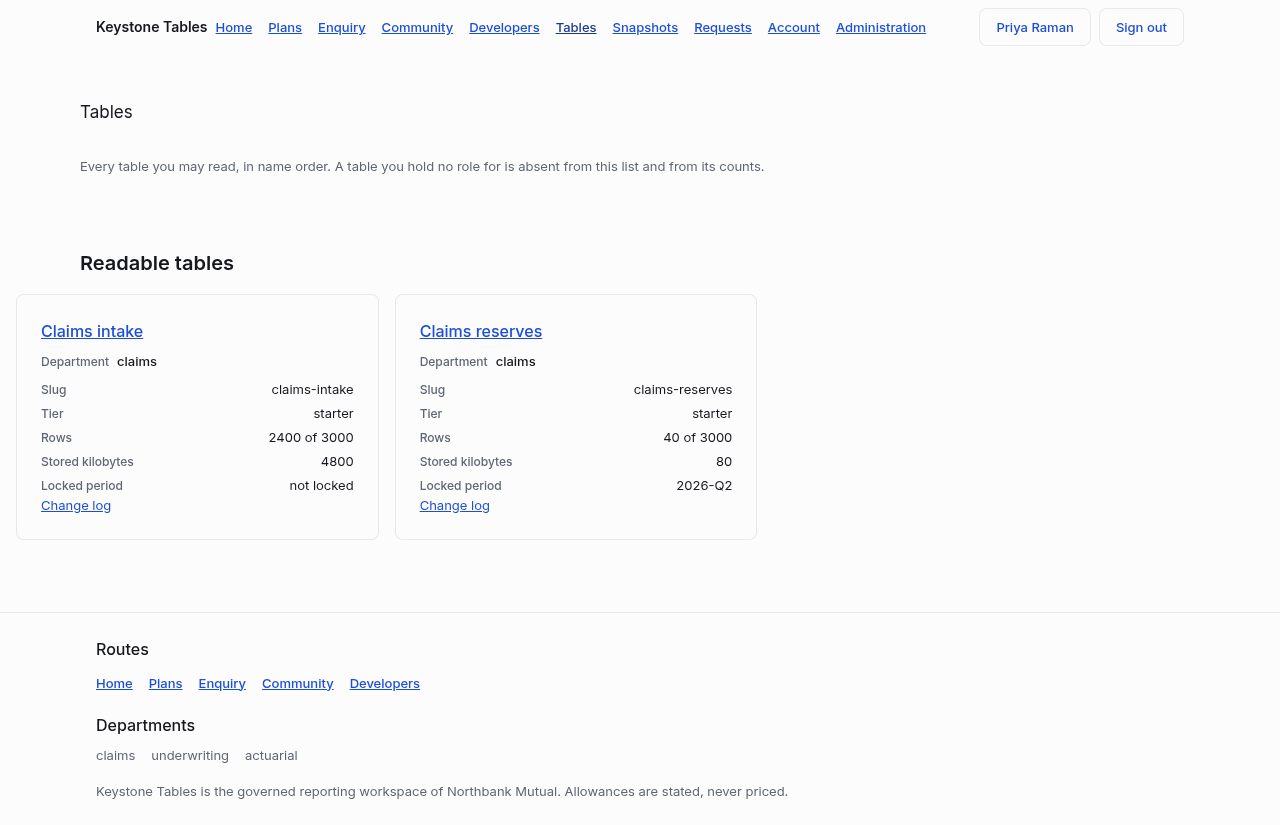 Keystone Tables Home Plans Enquiry Community Developers Tables Snapshots Requests Account Administration Priya Raman Sign out
Tables
Every table you may read, in name order. A table you hold no role for is absent from this list and from its counts.
Readable tables
Claims intake
Department claims
Slug claims-intake
Tier starter
Rows 2400 of 3000
Stored kilobytes 4800
Locked period not locked
Change log
Claims reserves
Department claims
Slug claims-reserves
Tier starter
Rows 40 of 3000
Stored kilobytes 80
Locked period 2026-Q2
Change log
Routes
Home Plans Enquiry Community Developers
Departments
claims underwriting actuarial
Keystone Tables is the governed reporting workspace of Northbank Mutual. Allowances are stated, never priced.